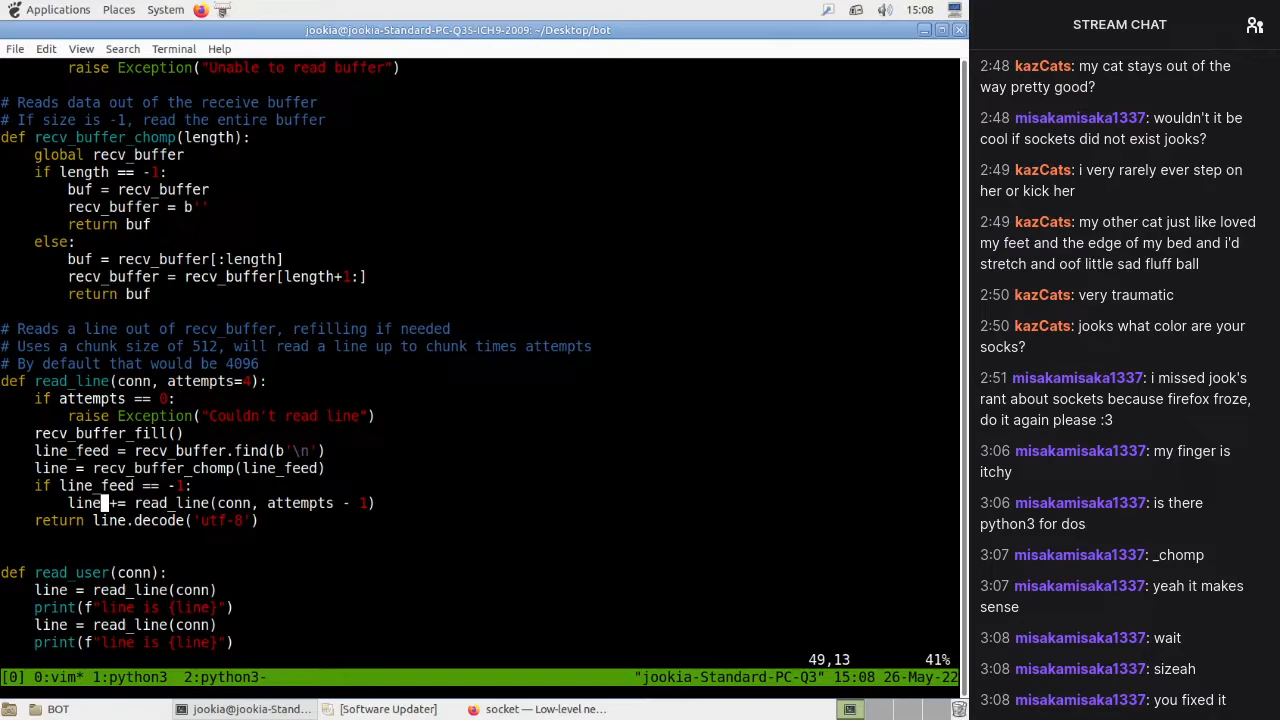 Applications Places System 15:08
jookia@jookia-Standard-PC-Q35-ICH9-2009: ~/Desktop/bot
File Edit View Search Terminal Help
raise Exception("Unable to read buffer")
# Reads data out of the receive buffer
# If size is -1, read the entire buffer
def recv_buffer_chomp(length):
global recv_buffer
if length == -1:
buf = recv_buffer
recv_buffer = b''
return buf
else:
buf = recv_buffer[:length]
recv_buffer = recv_buffer[length+1:]
return buf
# Reads a line out of recv_buffer, refilling if needed
# Uses a chunk size of 512, will read a line up to chunk times attempts
# By default that would be 4096
def read_line(conn, attempts=4):
if attempts == 0:
raise Exception("Couldn't read line")
recv_buffer_fill()
line_feed = recv_buffer.find(b'\n')
line = recv_buffer_chomp(line_feed)
if line_feed == -1:
line += read_line(conn, attempts - 1)
return line.decode('utf-8')
def read_user(conn):
line = read_line(conn)
print(f"line is {line}")
line = read_line(conn)
print(f"line is {line}")
49,13 41%
[0] 0:vim* 1:python3 2:python3- "jookia-Standard-PC-Q3" 15:08 26-May-22
BOT jookia@jookia-Stand... [Software Updater] socket — Low-level ne...
STREAM CHAT
2:48 kazCats: my cat stays out of the
way pretty good?
2:48 misakamisaka1337: wouldn't it be
cool if sockets did not exist jooks?
2:49 kazCats: i very rarely ever step on
her or kick her
2:49 kazCats: my other cat just like loved
my feet and the edge of my bed and i'd
stretch and oof little sad fluff ball
2:50 kazCats: very traumatic
2:50 kazCats: jooks what color are your
socks?
2:51 misakamisaka1337: i missed jook's
rant about sockets because firefox froze,
do it again please :3
3:06 misakamisaka1337: my finger is
itchy
3:06 misakamisaka1337: is there
python3 for dos
3:07 misakamisaka1337: _chomp
3:07 misakamisaka1337: yeah it makes
sense
3:08 misakamisaka1337: wait
3:08 misakamisaka1337: sizeah
3:08 misakamisaka1337: you fixed it